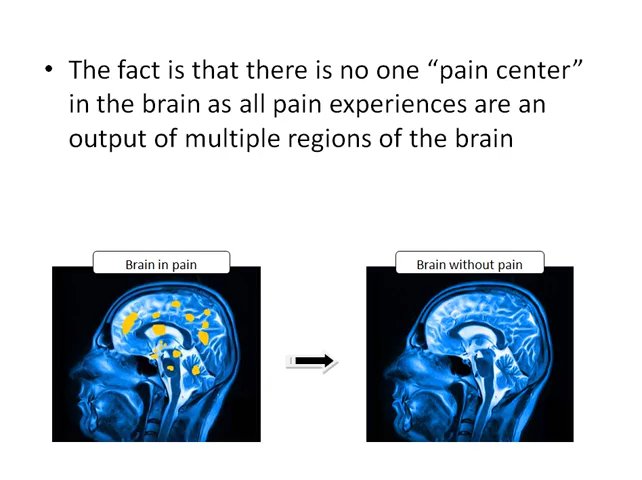 • The fact is that there is no one “pain center”
in the brain as all pain experiences are an
output of multiple regions of the brain
Brain in pain
Brain without pain